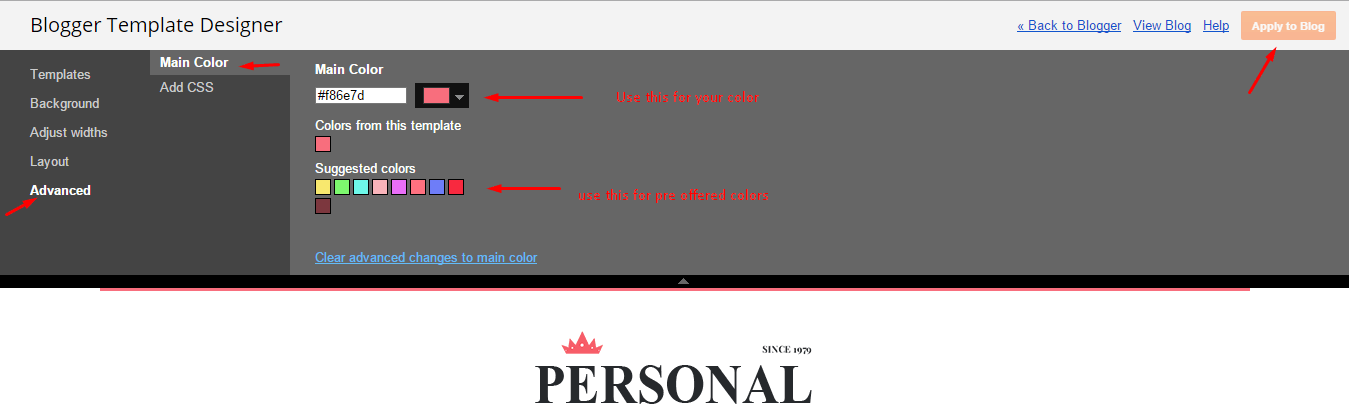 Blogger Template Designer
« Back to Blogger View Blog Help Apply to Blog
Templates
Background
Adjust widths
Layout
Advanced
Main Color
Add CSS
Main Color
#f86e7d
Use this for your color
Colors from this template
Suggested colors
use this for pre offered colors
Clear advanced changes to main color
SINCE 1979
PERSONAL